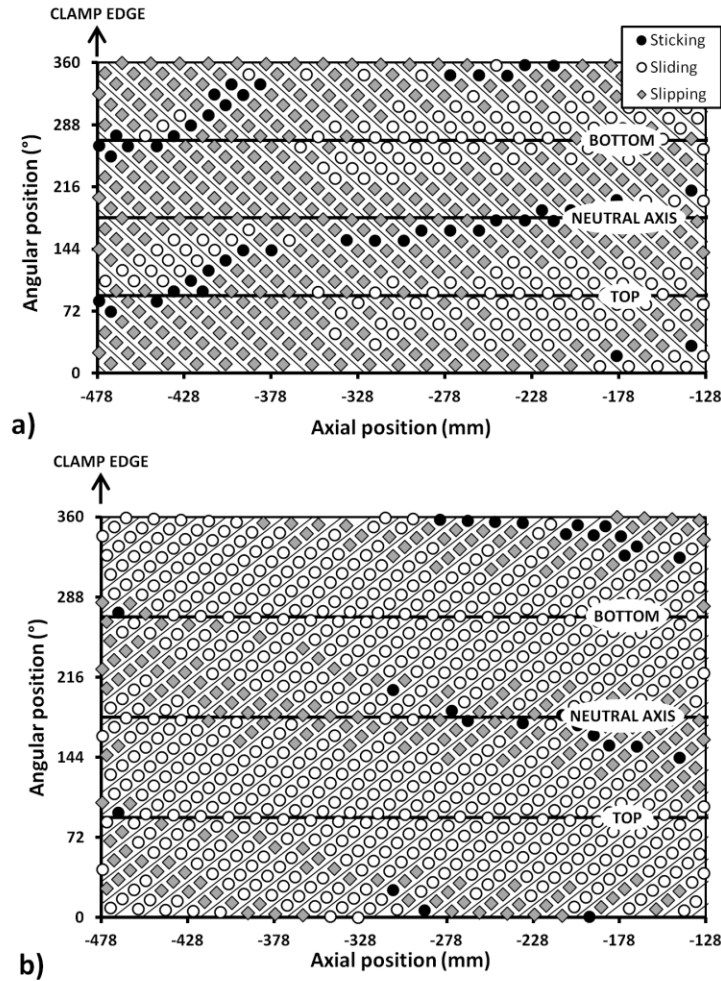 CLAMP EDGE
Sticking
Sliding
Slipping
360
288
216
144
72
0
Angular position (°)
BOTTOM
NEUTRAL AXIS
TOP
-478
-428
-378
-328
-278
-228
-178
-128
Axial position (mm)
a)
CLAMP EDGE
360
288
216
144
72
0
Angular position (°)
BOTTOM
NEUTRAL AXIS
TOP
-478
-428
-378
-328
-278
-228
-178
-128
Axial position (mm)
b)